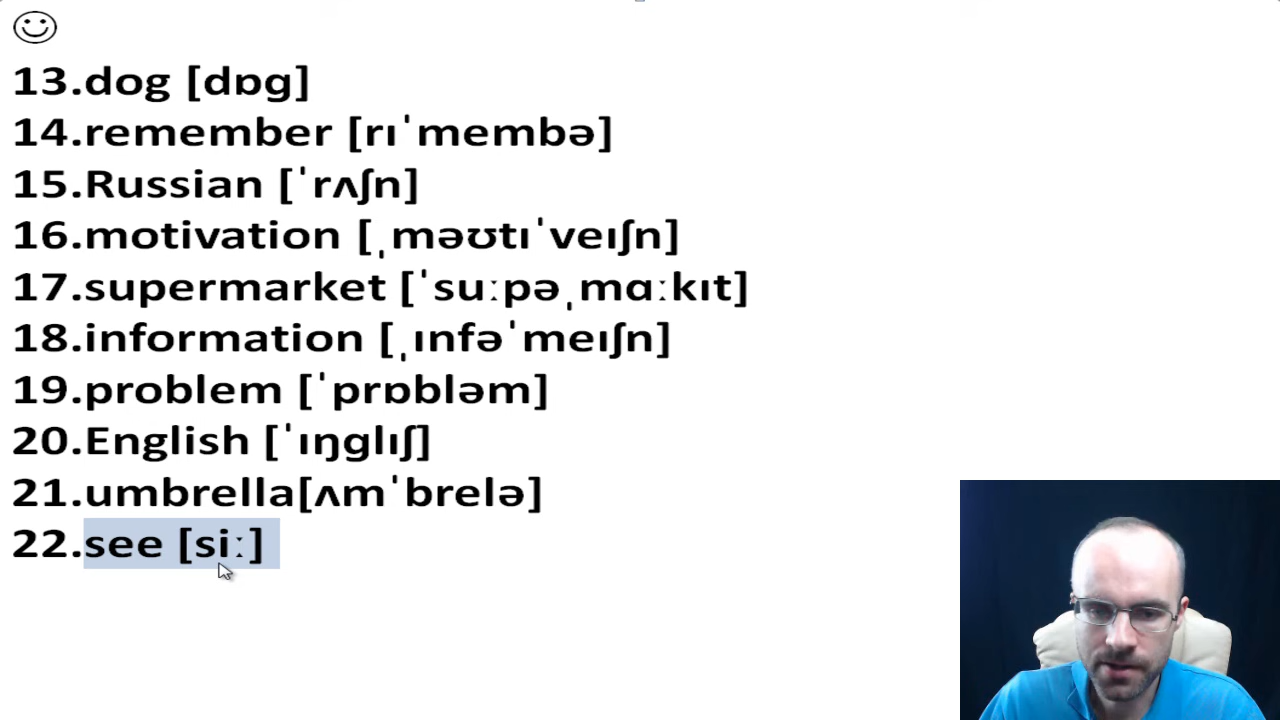 13.dog [dɒg]
14.remember [rɪˈmembə]
15.Russian [ˈrʌʃn]
16.motivation [ˌməʊtɪˈveɪʃn]
17.supermarket [ˈsuːpəˌmɑːkɪt]
18.information [ˌɪnfəˈmeɪʃn]
19.problem [ˈprɒbləm]
20.English [ˈɪŋglɪʃ]
21.umbrella[ʌmˈbrelə]
22.see [siː]